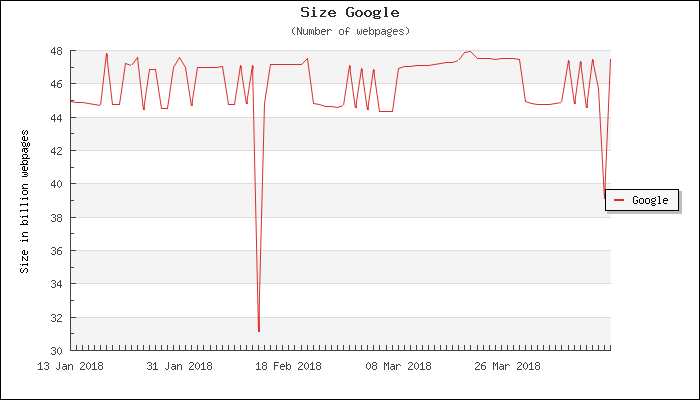 Size Google
(Number of webpages)
Size in billion webpages
48
46
44
42
40
38
36
34
32
30
13 Jan 2018
31 Jan 2018
18 Feb 2018
08 Mar 2018
26 Mar 2018
Google